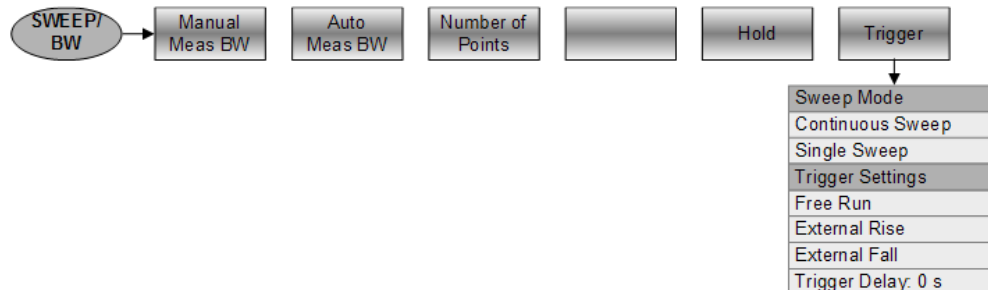 SWEEP/
BW
Manual
Meas BW
Auto
Meas BW
Number of
Points
Hold
Trigger
Sweep Mode
Continuous Sweep
Single Sweep
Trigger Settings
Free Run
External Rise
External Fall
Trigger Delay: 0 s